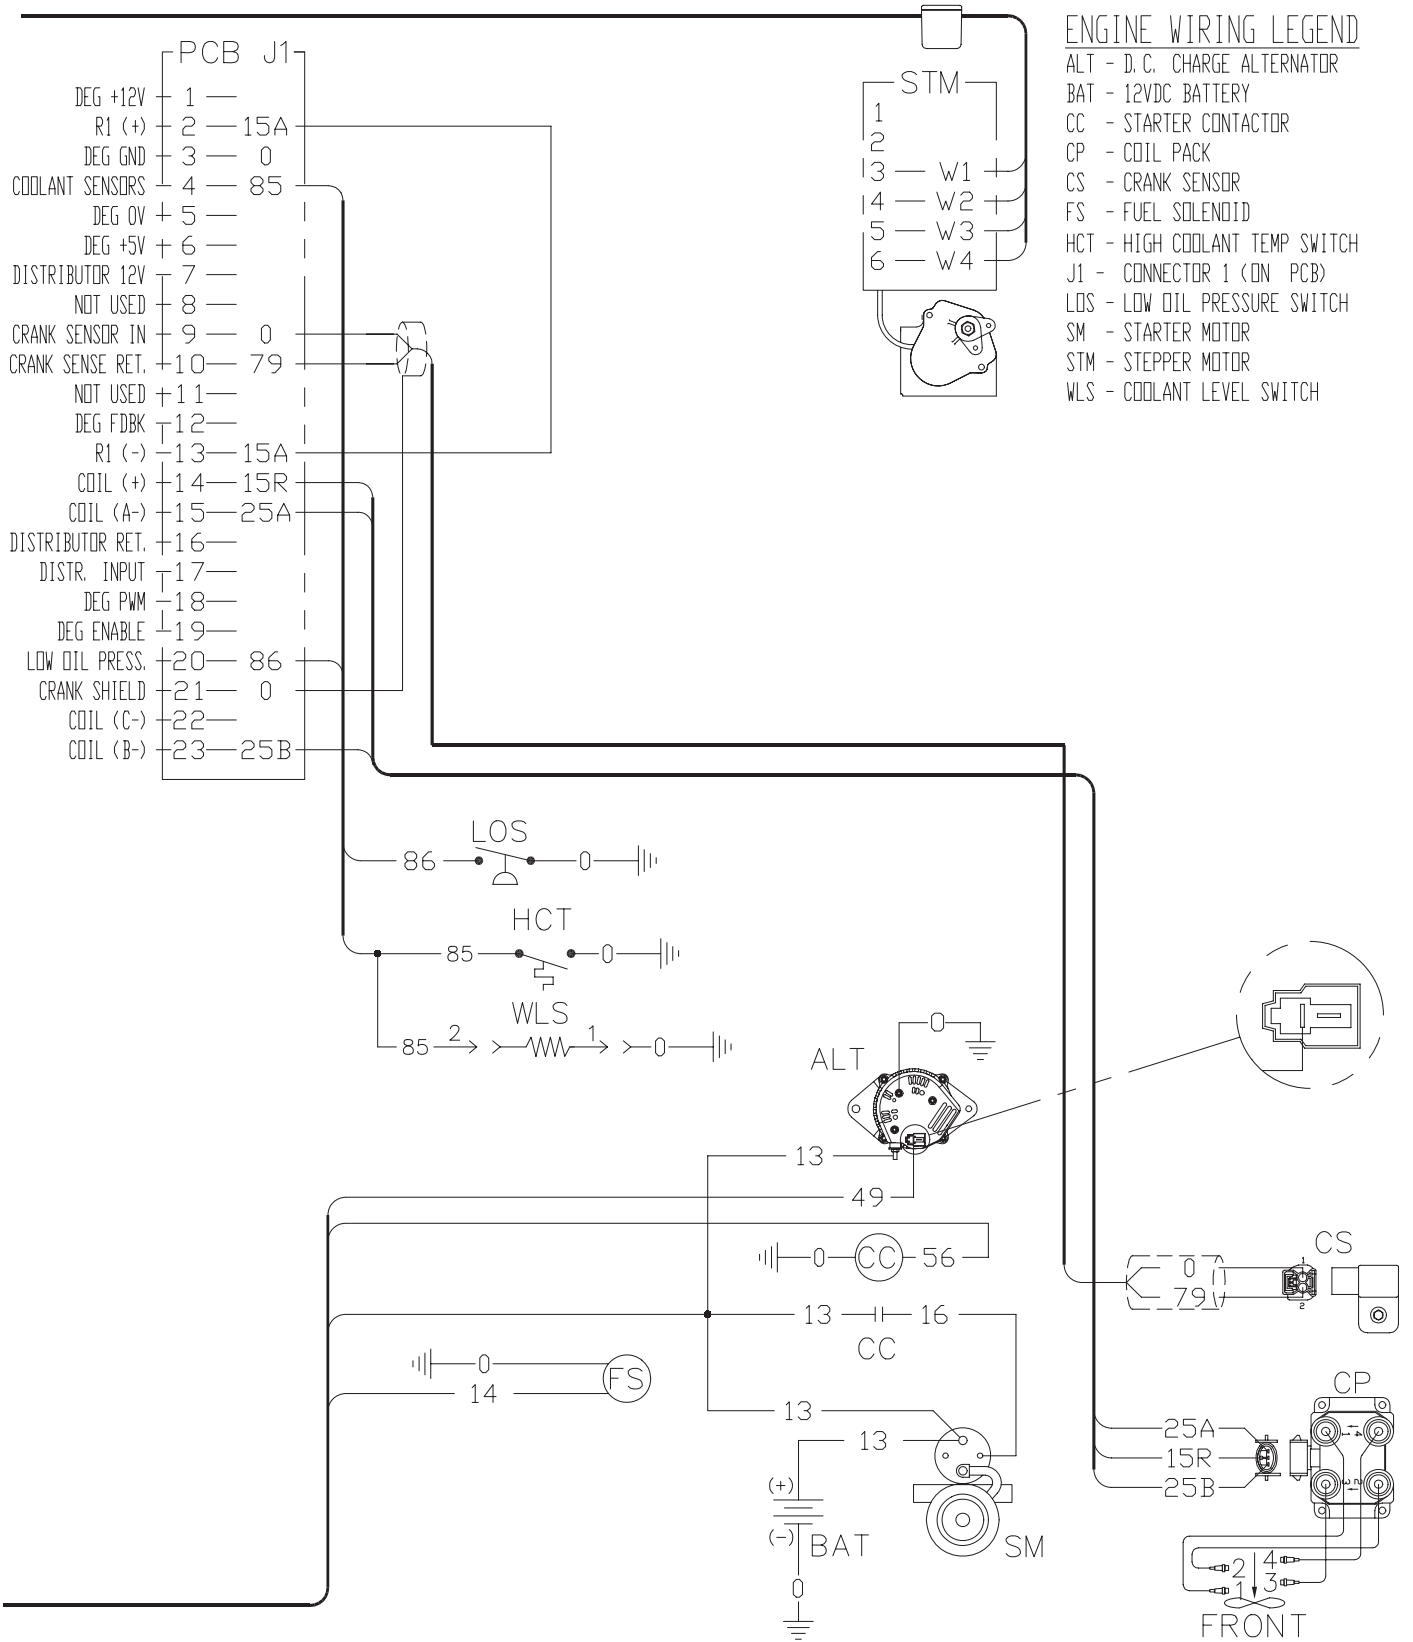 ENGINE WIRING LEGEND
ALT - D.C. CHARGE ALTERNATOR
BAT - 12VDC BATTERY
CC - STARTER CONTACTOR
CP - COIL PACK
CS - CRANK SENSOR
FS - FUEL SOLENOID
HCT - HIGH COOLANT TEMP SWITCH
J1 - CONNECTOR 1 (ON PCB)
LOS - LOW OIL PRESSURE SWITCH
SM - STARTER MOTOR
STM - STEPPER MOTOR
WLS - COOLANT LEVEL SWITCH
PCB J1
DEG +12V 1
R1 (+) 2 15A
DEG GND 3 0
COOLANT SENSORS 4 85
DEG 0V 5
DEG +5V 6
DISTRIBUTOR 12V 7
NOT USED 8
CRANK SENSOR IN 9 0
CRANK SENSE RET. 10 79
NOT USED 11
DEG FDBK 12
R1 (-) 13 15A
COIL (+) 14 15R
COIL (A-) 15 25A
DISTRIBUTOR RET. 16
DISTR. INPUT 17
DEG PWM 18
DEG ENABLE 19
LOW OIL PRESS. 20 86
CRANK SHIELD 21 0
COIL (C-) 22
COIL (B-) 23 25B
STM
1
2
3 W1
4 W2
5 W3
6 W4
LOS
86 0
HCT
85 0
WLS
85 2 1 0
ALT
0
13
49
0 CC 56
13 16
CC
0
14
FS
13
13
(+)
(-)
BAT
0
SM
CS
0
79
1
2
CP
25A
15R
25B
1 4
3 2
2 4
1 3
FRONT